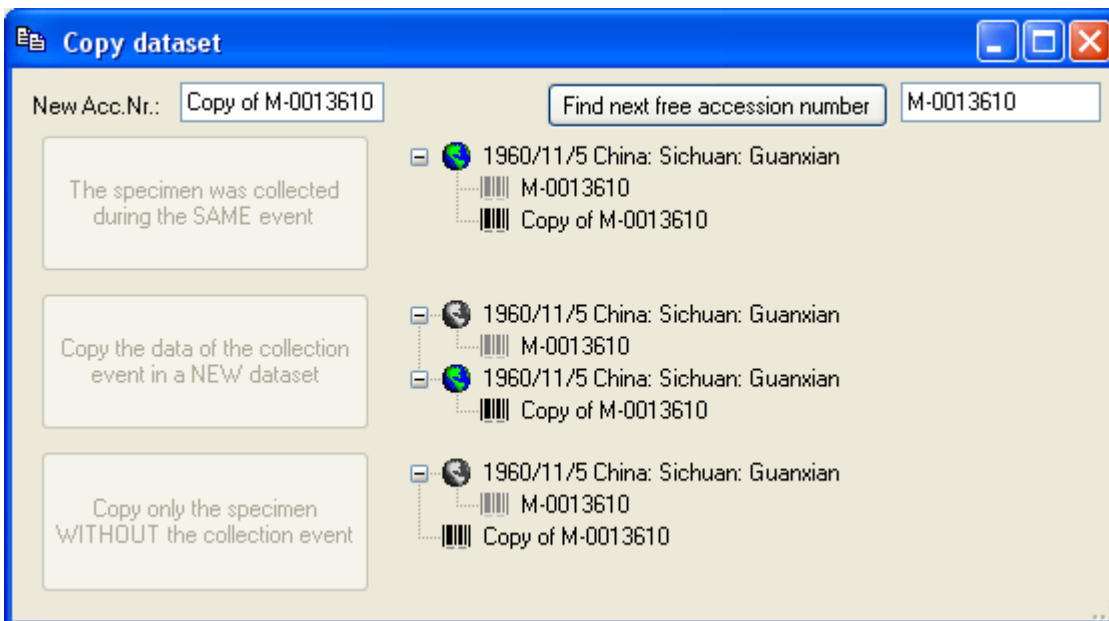 Copy dataset
New Acc.Nr.: Copy of M-0013610 Find next free accession number M-0013610
The specimen was collected
during the SAME event
1960/11/5 China: Sichuan: Guanxian
M-0013610
Copy of M-0013610
Copy the data of the collection
event in a NEW dataset
1960/11/5 China: Sichuan: Guanxian
M-0013610
1960/11/5 China: Sichuan: Guanxian
Copy of M-0013610
Copy only the specimen
WITHOUT the collection event
1960/11/5 China: Sichuan: Guanxian
M-0013610
Copy of M-0013610